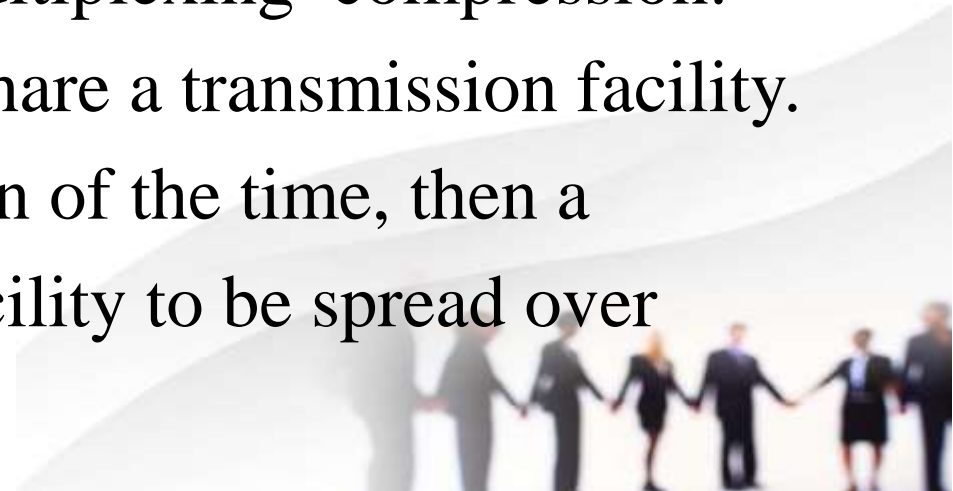 compression.
hare a transmission facility.
n of the time, then a
cility to be spread over